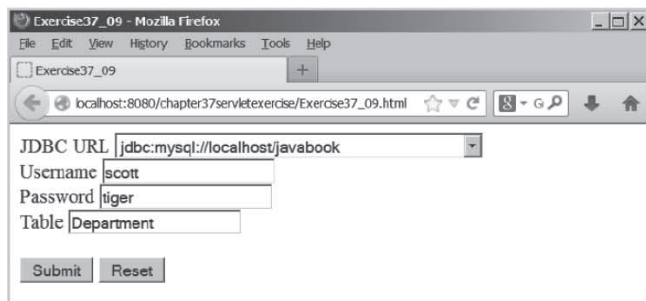 Exercise37_09 - Mozilla Firefox
File Edit View History Bookmarks Tools Help
Exercise37_09 +
localhost:8080/chapter37servletexercise/Exercise37_09.html 8 - G
JDBC URL jdbc:mysql://localhost/javabook
Username scott
Password tiger
Table Department
Submit Reset